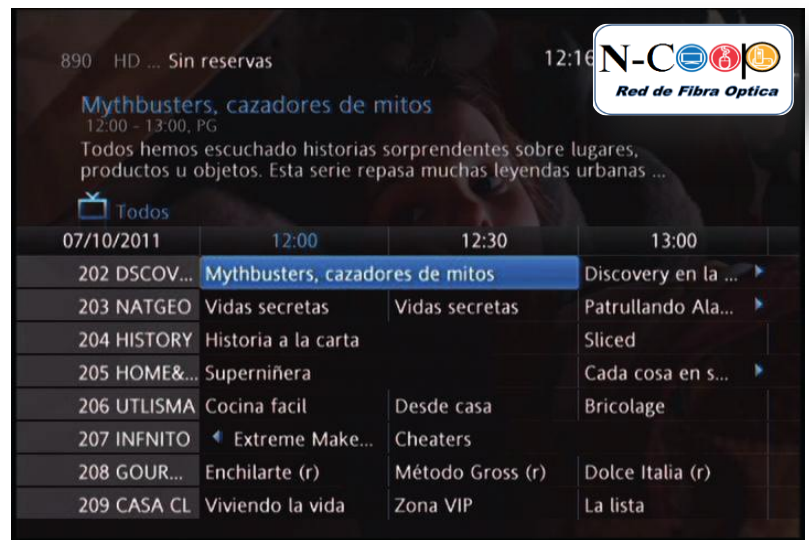 890 HD ... Sin reservas 12:16
N-Coop
Red de Fibra Optica
Mythbusters, cazadores de mitos
12:00 - 13:00, PG
Todos hemos escuchado historias sorprendentes sobre lugares,
productos u objetos. Esta serie repasa muchas leyendas urbanas ...
Todos
07/10/2011 12:00 12:30 13:00
202 DSCOV... Mythbusters, cazadores de mitos Discovery en la ...
203 NATGEO Vidas secretas Vidas secretas Patrullando Ala...
204 HISTORY Historia a la carta Sliced
205 HOME&... Superniñera Cada cosa en s...
206 UTLISMA Cocina facil Desde casa Bricolage
207 INFNITO Extreme Make... Cheaters
208 GOUR... Enchilarte (r) Método Gross (r) Dolce Italia (r)
209 CASA CL Viviendo la vida Zona VIP La lista